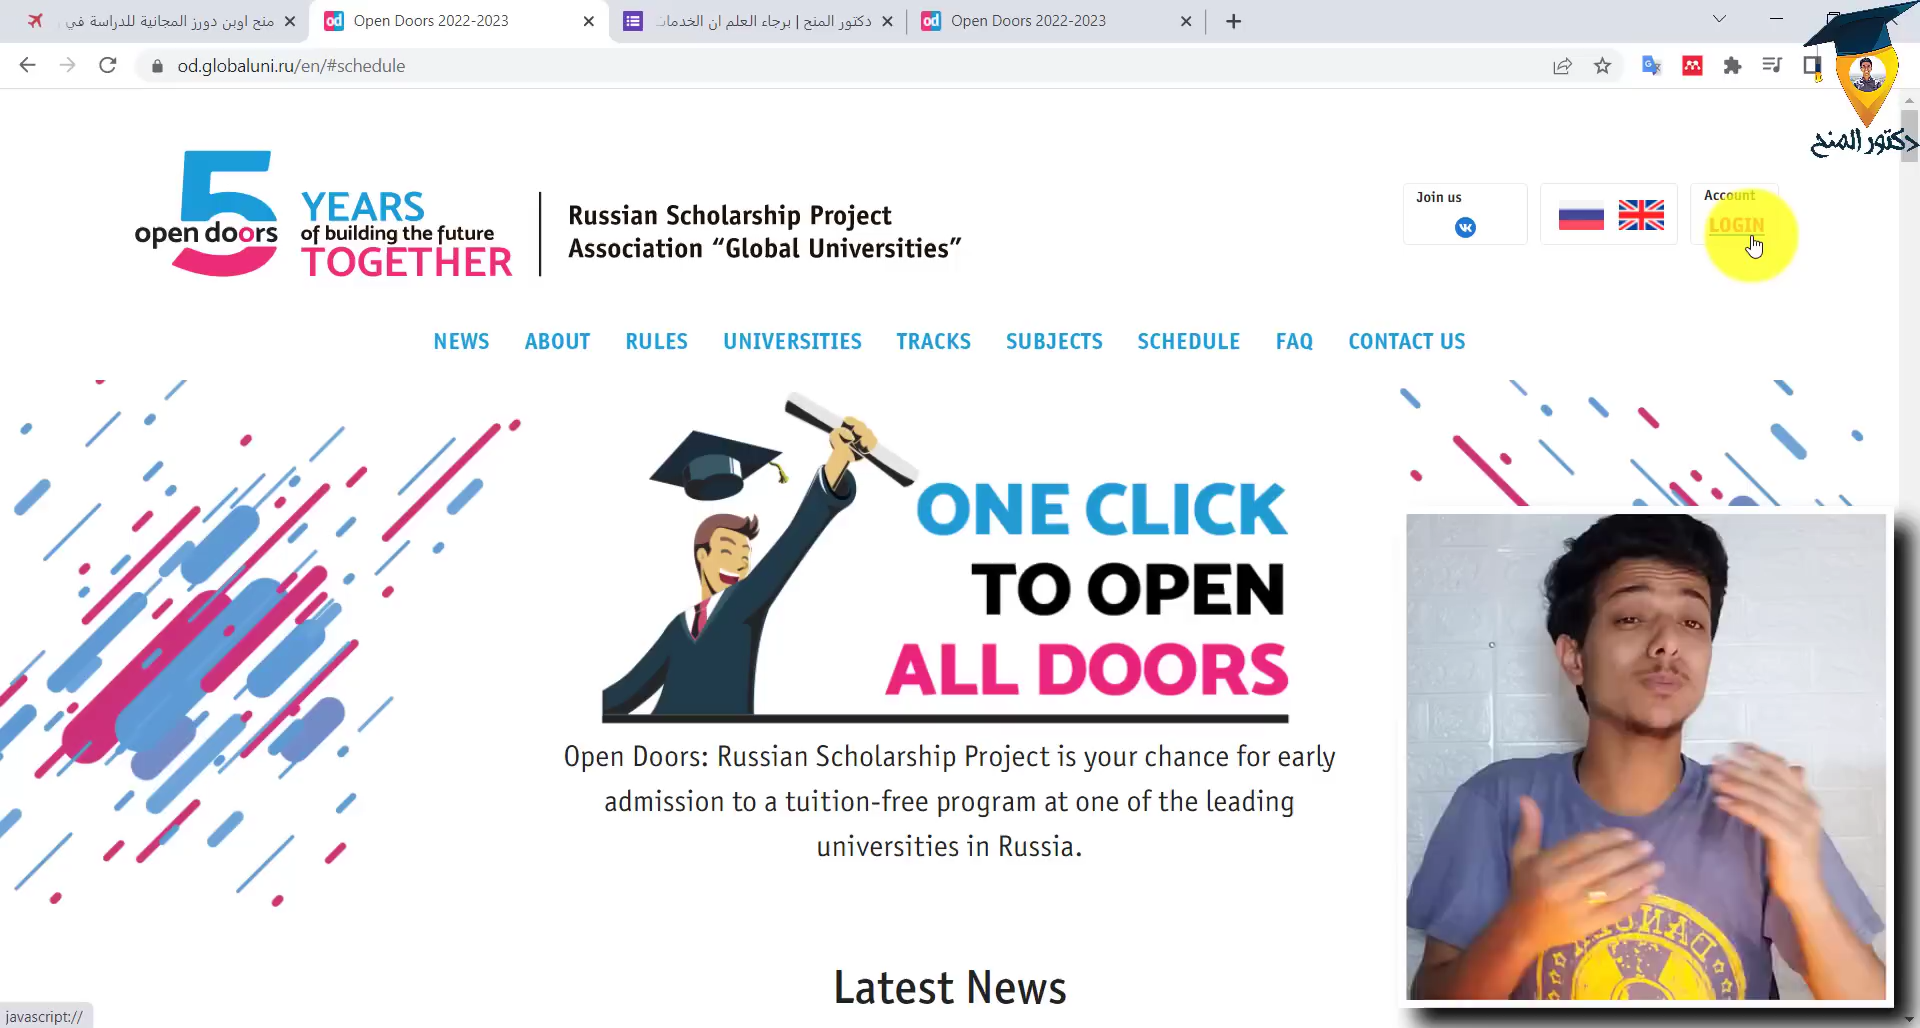 منح اوبن دورز المجانية للدراسة في
Open Doors 2022-2023
دكتور المنح | برجاء العلم ان الخدمات
Open Doors 2022-2023
od.globaluni.ru/en/#schedule
دكتور المنح
5
open doors
YEARS
of building the future
TOGETHER
Russian Scholarship Project
Association “Global Universities”
Join us
Account
LOGIN
NEWS
ABOUT
RULES
UNIVERSITIES
TRACKS
SUBJECTS
SCHEDULE
FAQ
CONTACT US
ONE CLICK
TO OPEN
ALL DOORS
Open Doors: Russian Scholarship Project is your chance for early
admission to a tuition-free program at one of the leading
universities in Russia.
Latest News
javascript://